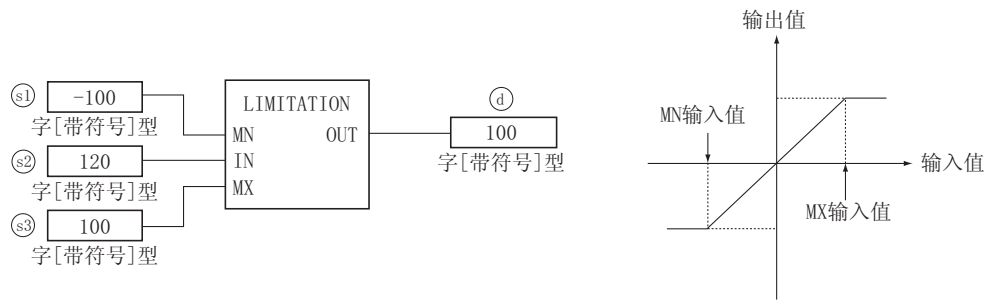 s1 -100
字[带符号]型
s2 120
字[带符号]型
s3 100
字[带符号]型
LIMITATION
MN OUT
IN
MX
d
100
字[带符号]型
输出值
MN输入值
输入值
MX输入值